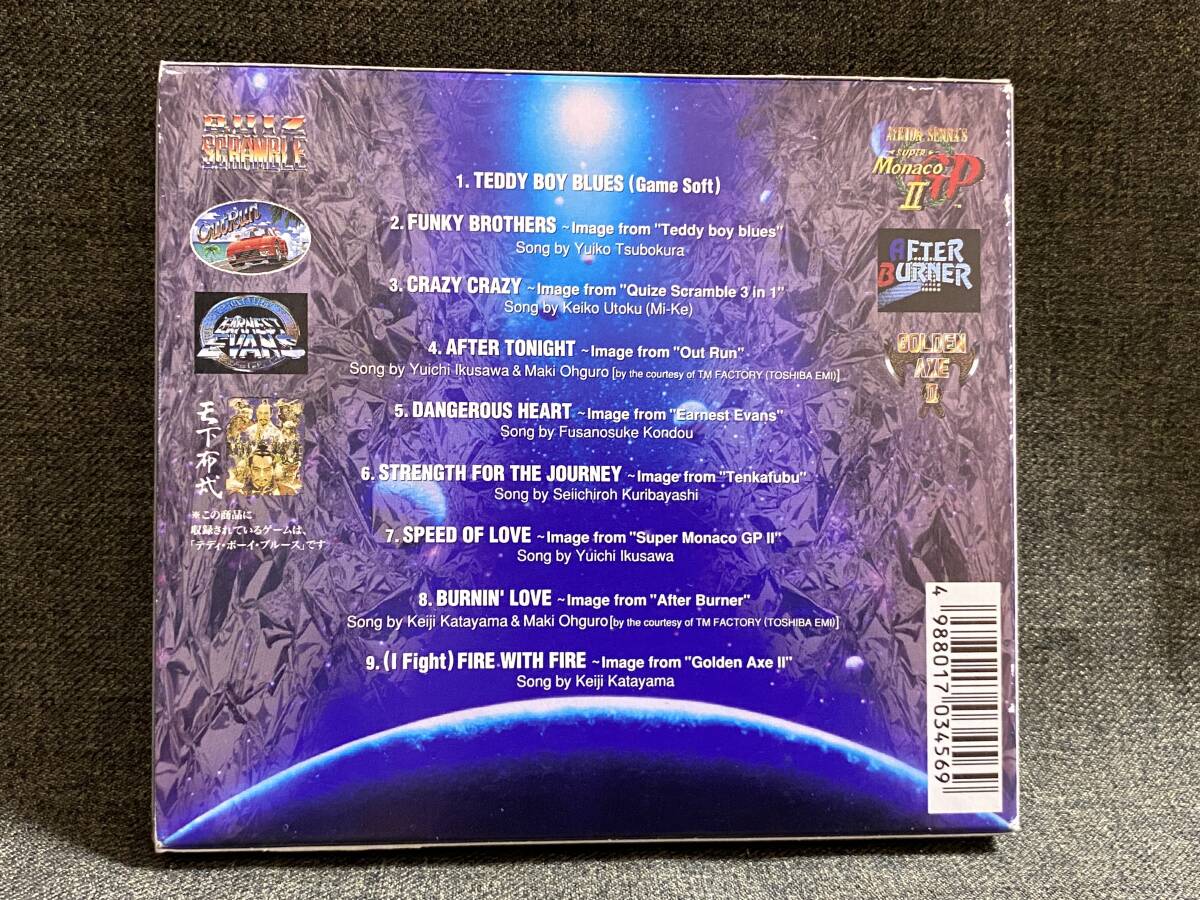 QUIZ
SCRAMBLE
OutRun
EARNEST
EVANS
天下布武
※この商品に
収録されているゲームは、
「テディ・ボーイ・ブルース」です
1. TEDDY BOY BLUES (Game Soft)
2. FUNKY BROTHERS ~Image from "Teddy boy blues"
Song by Yuiko Tsubokura
3. CRAZY CRAZY ~Image from "Quize Scramble 3 in 1"
Song by Keiko Utoku (Mi-Ke)
4. AFTER TONIGHT ~Image from "Out Run"
Song by Yuichi Ikusawa & Maki Ohguro [by the courtesy of TM FACTORY (TOSHIBA EMI)]
5. DANGEROUS HEART ~Image from "Earnest Evans"
Song by Fusanosuke Kondou
6. STRENGTH FOR THE JOURNEY ~Image from "Tenkafubu"
Song by Seiichiroh Kuribayashi
7. SPEED OF LOVE ~Image from "Super Monaco GP II"
Song by Yuichi Ikusawa
8. BURNIN' LOVE ~Image from "After Burner"
Song by Keiji Katayama & Maki Ohguro [by the courtesy of TM FACTORY (TOSHIBA EMI)]
9. (I Fight) FIRE WITH FIRE ~Image from "Golden Axe II"
Song by Keiji Katayama
AYRTON SENNA'S
SUPER
Monaco GP
II
AFTER
BURNER
GOLDEN
AXE
II
4 988017 034569